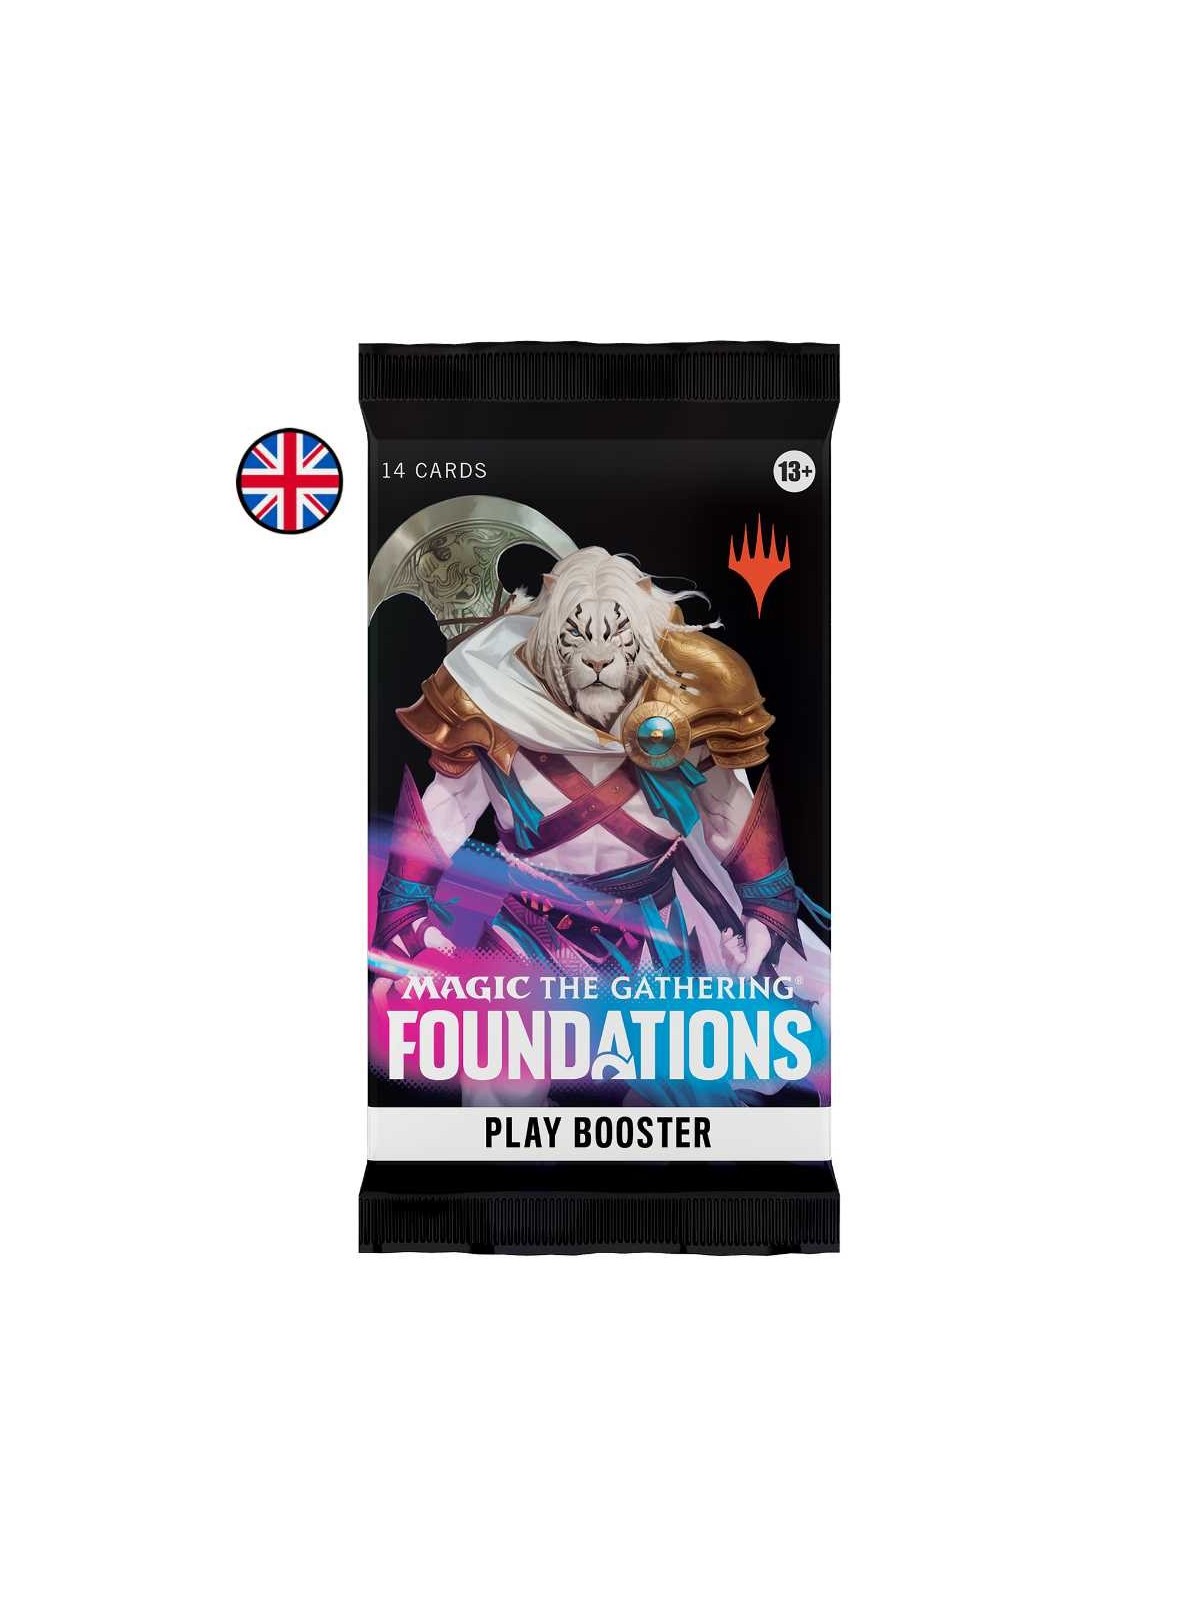 14 CARDS
13+
MAGIC THE GATHERING®
FOUNDATIONS
PLAY BOOSTER